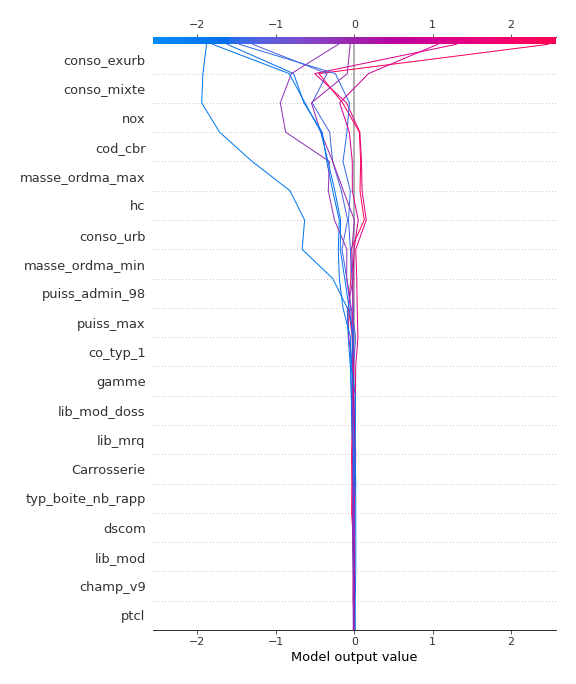 −2 −1 0 1 2
conso_exurb
conso_mixte
nox
cod_cbr
masse_ordma_max
hc
conso_urb
masse_ordma_min
puiss_admin_98
puiss_max
co_typ_1
gamme
lib_mod_doss
lib_mrq
Carrosserie
typ_boite_nb_rapp
dscom
lib_mod
champ_v9
ptcl
−2 −1 0 1 2
Model output value